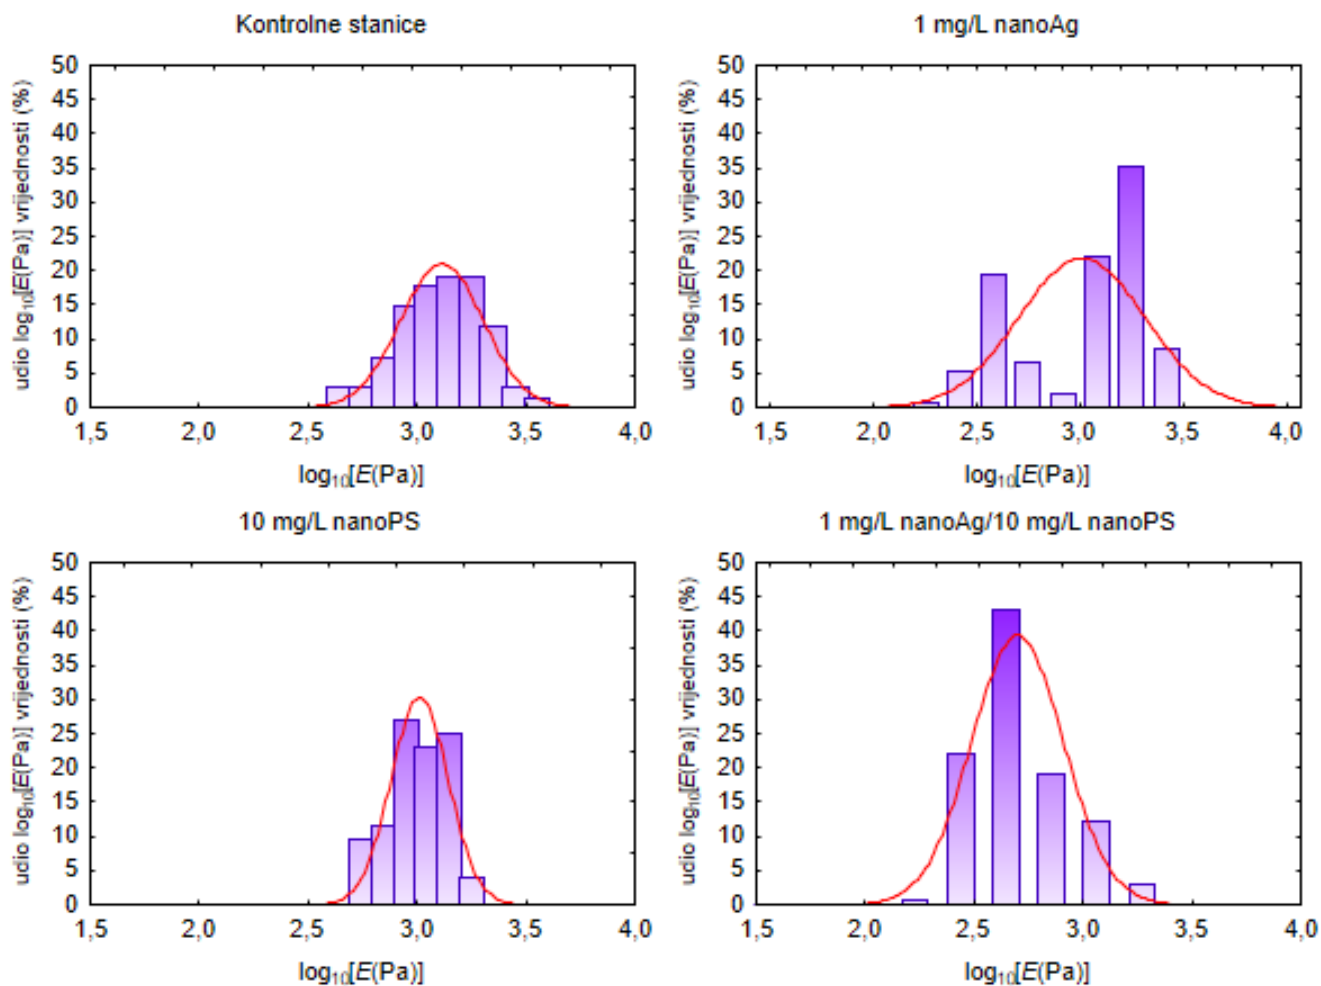 Kontrolne stanice
udio log₁₀[E(Pa)] vrijednosti (%)
50
45
40
35
30
25
20
15
10
5
0
1,5 2,0 2,5 3,0 3,5 4,0
log₁₀[E(Pa)]
1 mg/L nanoAg
udio log₁₀[E(Pa)] vrijednosti (%)
50
45
40
35
30
25
20
15
10
5
0
1,5 2,0 2,5 3,0 3,5 4,0
log₁₀[E(Pa)]
10 mg/L nanoPS
udio log₁₀[E(Pa)] vrijednosti (%)
50
45
40
35
30
25
20
15
10
5
0
1,5 2,0 2,5 3,0 3,5 4,0
log₁₀[E(Pa)]
1 mg/L nanoAg/10 mg/L nanoPS
udio log₁₀[E(Pa)] vrijednosti (%)
50
45
40
35
30
25
20
15
10
5
0
1,5 2,0 2,5 3,0 3,5 4,0
log₁₀[E(Pa)]